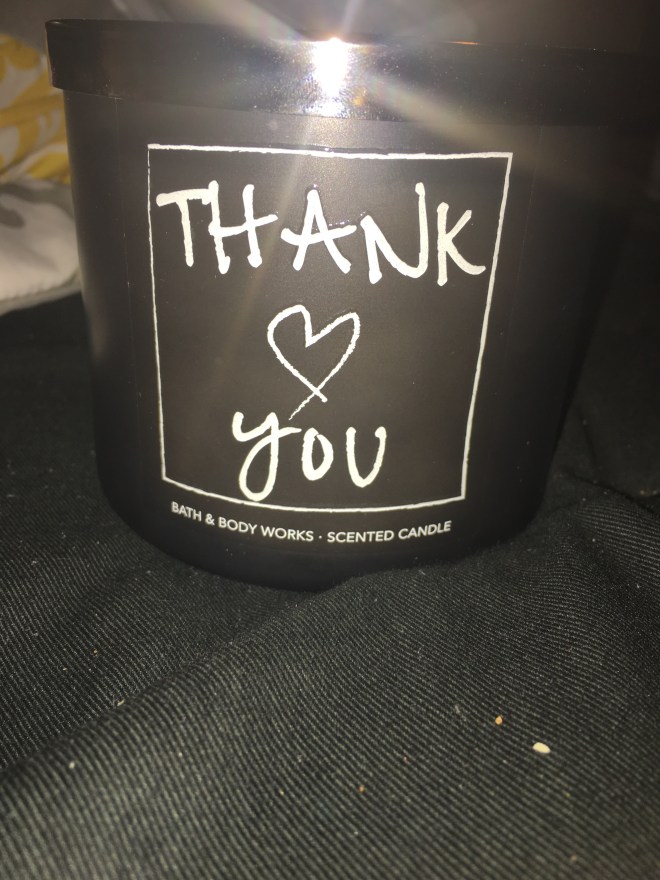 THANK
YOU
BATH & BODY WORKS · SCENTED CANDLE